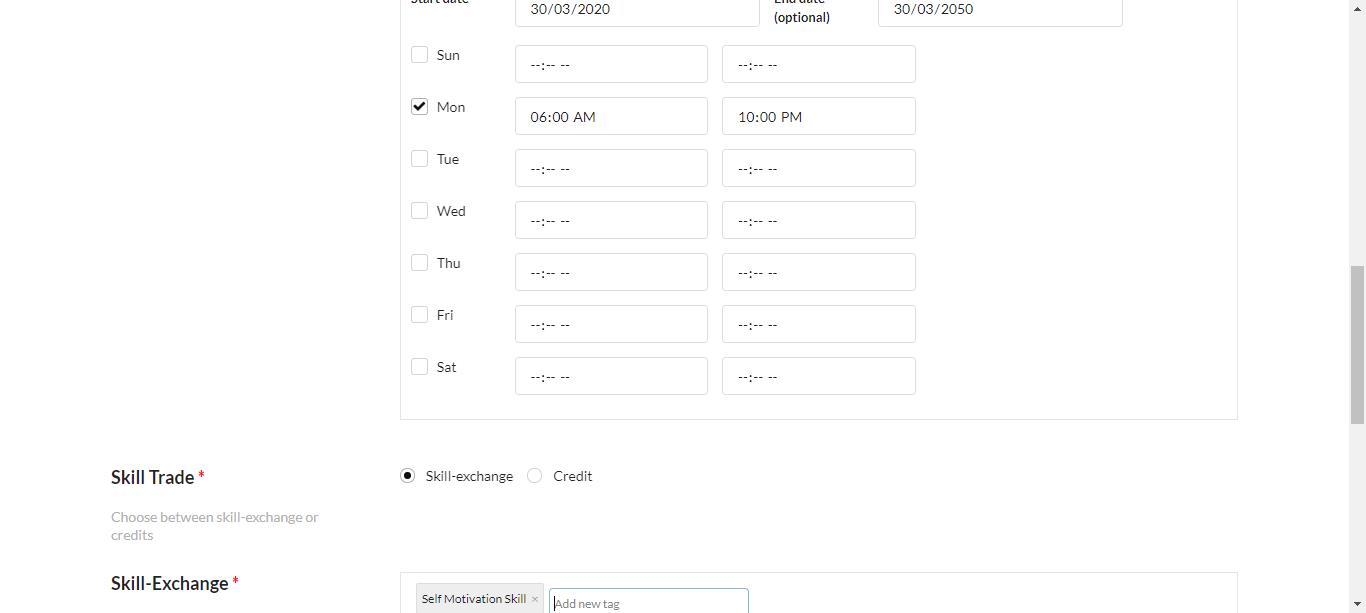 Start date 30/03/2020 End date (optional) 30/03/2050
Sun --:-- -- --:-- --
Mon 06:00 AM 10:00 PM
Tue --:-- -- --:-- --
Wed --:-- -- --:-- --
Thu --:-- -- --:-- --
Fri --:-- -- --:-- --
Sat --:-- -- --:-- --
Skill Trade * Skill-exchange Credit
Choose between skill-exchange or
credits
Skill-Exchange *
Self Motivation Skill × Add new tag